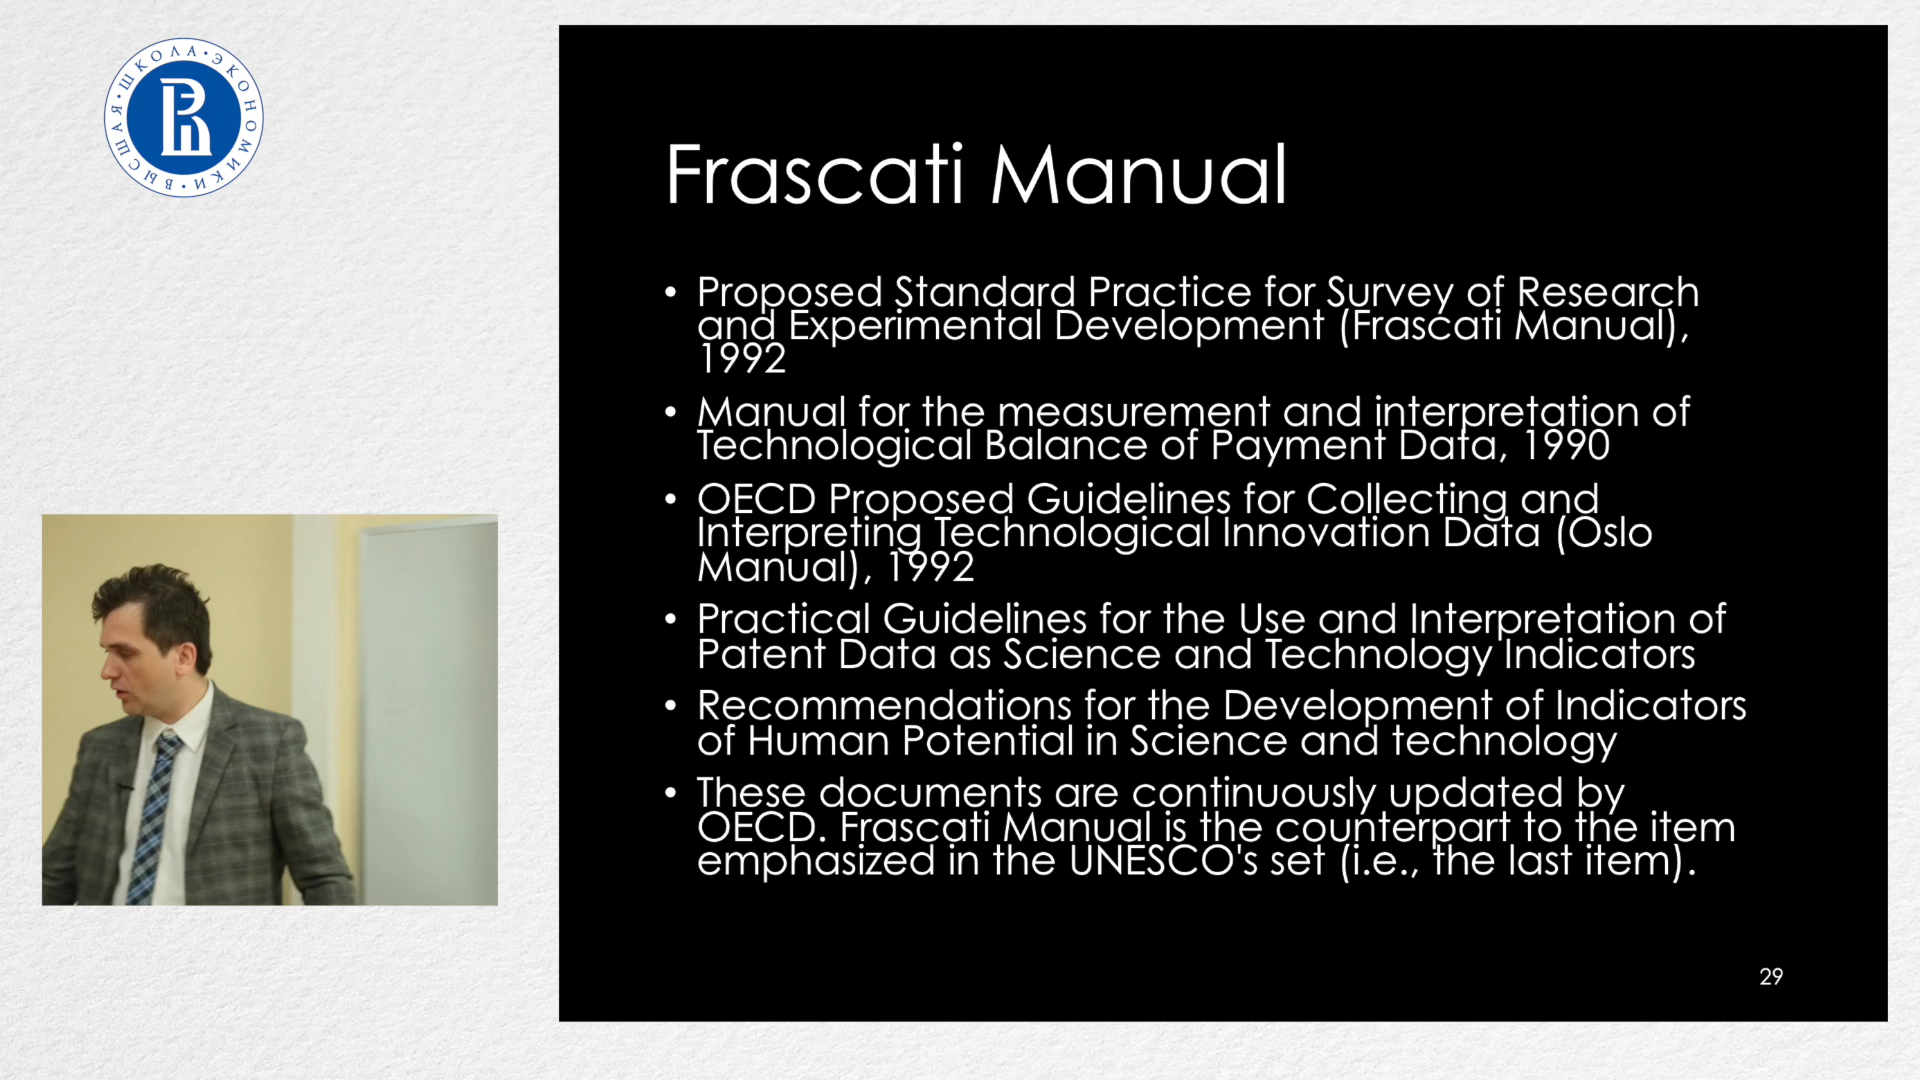 ВЫСШАЯ • ШКОЛА • ЭКОНОМИКИ •
Frascati Manual
• Proposed Standard Practice for Survey of Research
and Experimental Development (Frascati Manual),
1992
• Manual for the measurement and interpretation of
Technological Balance of Payment Data, 1990
• OECD Proposed Guidelines for Collecting and
Interpreting Technological Innovation Data (Oslo
Manual), 1992
• Practical Guidelines for the Use and Interpretation of
Patent Data as Science and Technology Indicators
• Recommendations for the Development of Indicators
of Human Potential in Science and technology
• These documents are continuously updated by
OECD. Frascati Manual is the counterpart to the item
emphasized in the UNESCO's set (i.e., the last item).
29